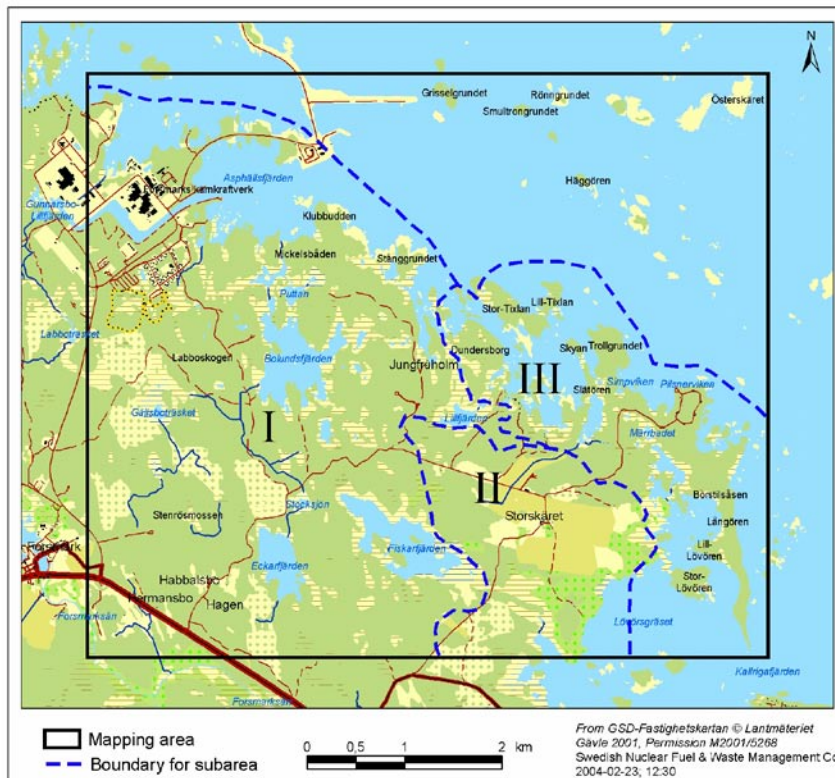 N
Grisselgrundet
Rönngrundet
Smultrongrundet
Österskäret
Häggören
Asphällsfjärden
Forsmarks kärnkraftverk
Gunnarsbo-
Lillfjärden
Klubbudden
Mickelsbåden
Stånggrundet
Puttan
Stor-Tixlan
Lill-Tixlan
Labboträsket
Labboskogen
Bolundsfjärden
Jungfruholm
Dundersborg
Skyan
Trollgrundet
III
Slätören
Simpviken
Pilsnerviken
Gällsboträsket
I
Lillfjärden
Märrbadet
II
Stocksjön
Stenrösmossen
Storskäret
Börstilsåsen
Långören
Forsmark
Eckarfjärden
Fiskarfjärden
Lill-
Lövören
Habbalsbo
Hermansbo
Hagen
Stor-
Lövören
Forsmarksån
Lövörsgräset
Kallrigafjärden
Forsmarksån
Mapping area
Boundary for subarea
0 0,5 1 2 km
From GSD-Fastighetskartan © Lantmäteriet
Gävle 2001, Permission M2001/5268
Swedish Nuclear Fuel & Waste Management Co
2004-02-23; 12:30